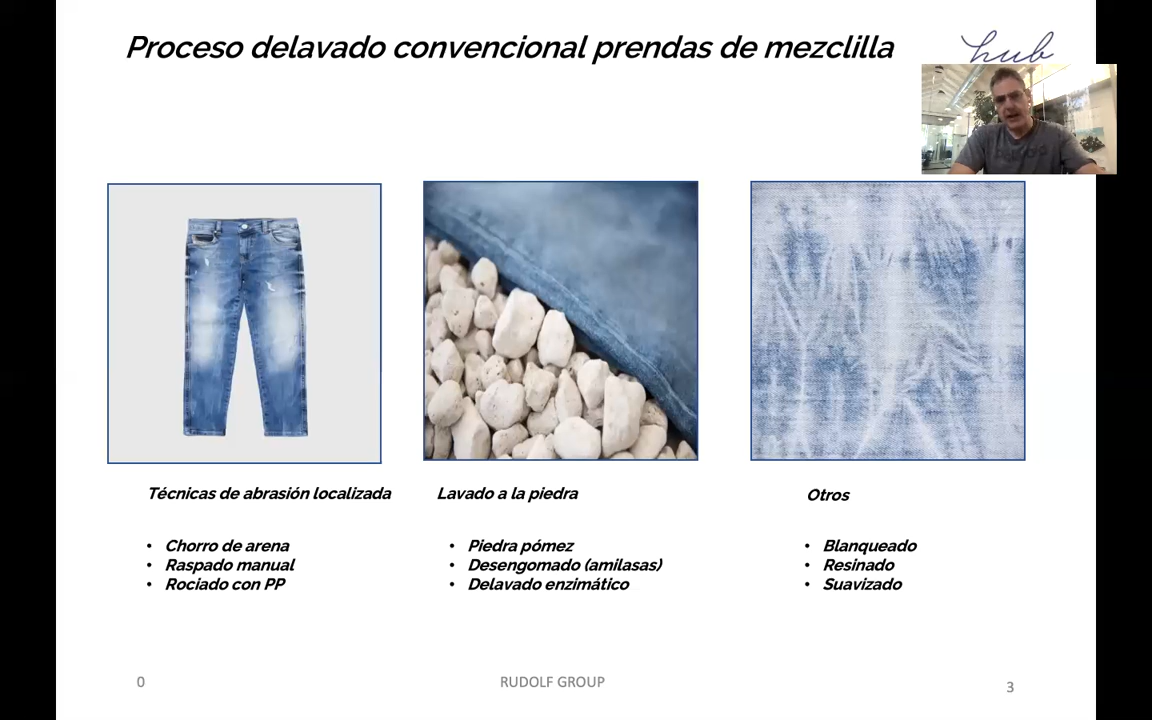 Proceso delavado convencional prendas de mezclilla
hub
Técnicas de abrasión localizada
• Chorro de arena
• Raspado manual
• Rociado con PP
Lavado a la piedra
• Piedra pómez
• Desengomado (amilasas)
• Delavado enzimático
Otros
• Blanqueado
• Resinado
• Suavizado
0
RUDOLF GROUP
3